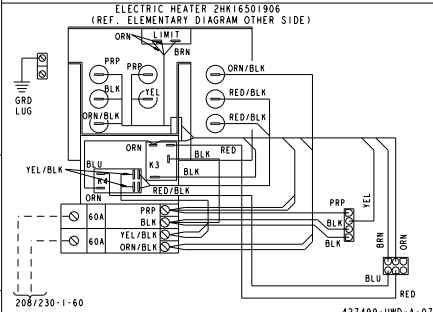 ELECTRIC HEATER 2HK16501906
(REF. ELEMENTARY DIAGRAM OTHER SIDE)
ORN
LIMIT
BRN
PRP
PRP
ORN/BLK
BLK
YEL
RED/BLK
GRD
LUG
ORN/BLK
RED/BLK
ORN
RED
BLK
BLU
K3
YEL/BLK
K4
BLK
RED/BLK
ORN
PRP
60A
PRP
YEL
BLK
BLK
YEL/BLK
BLK
BRN
ORN
60A
ORN/BLK
BLU
RED
208/230-1-60